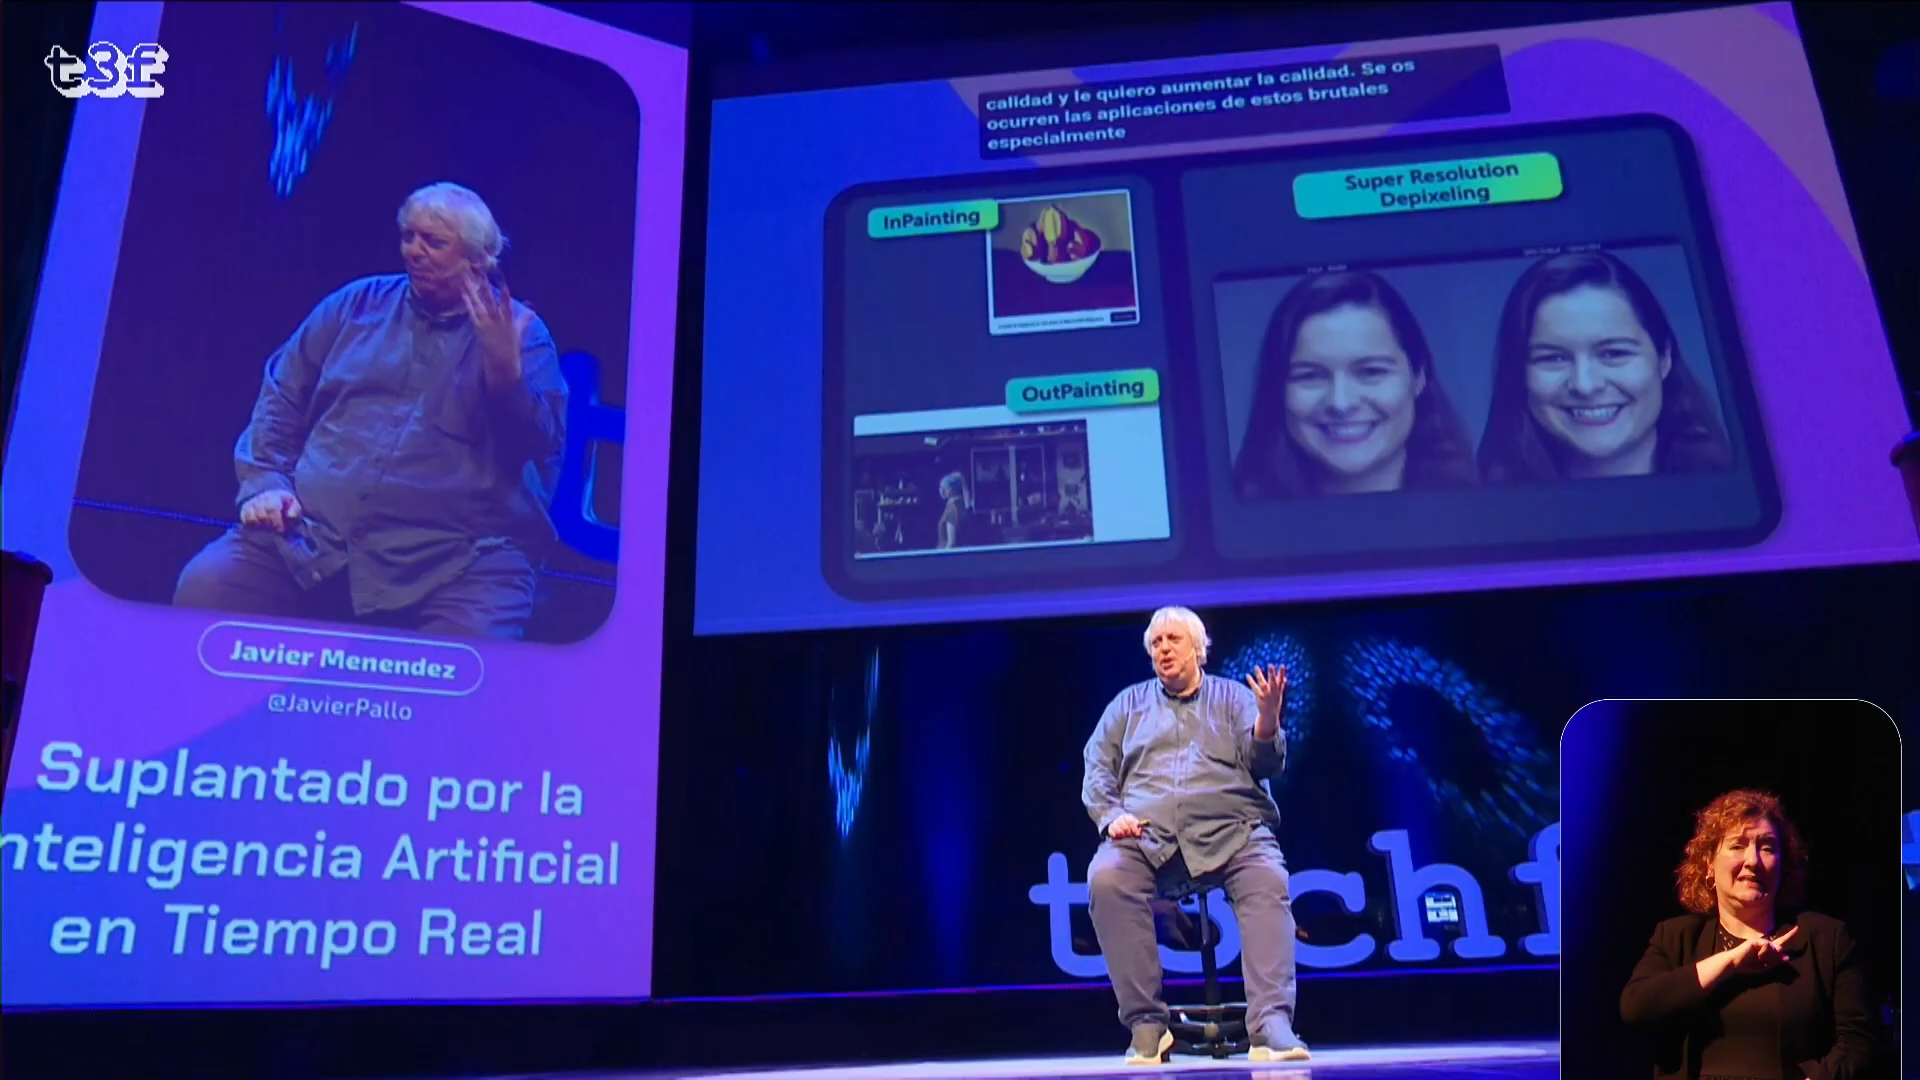 t3f
calidad y le quiero aumentar la calidad. Se os
ocurren las aplicaciones de estos brutales
especialmente
InPainting
Super Resolution
Depixeling
OutPainting
Javier Menendez
@JavierPallo
Suplantado por la
nteligencia Artificial
en Tiempo Real
tech